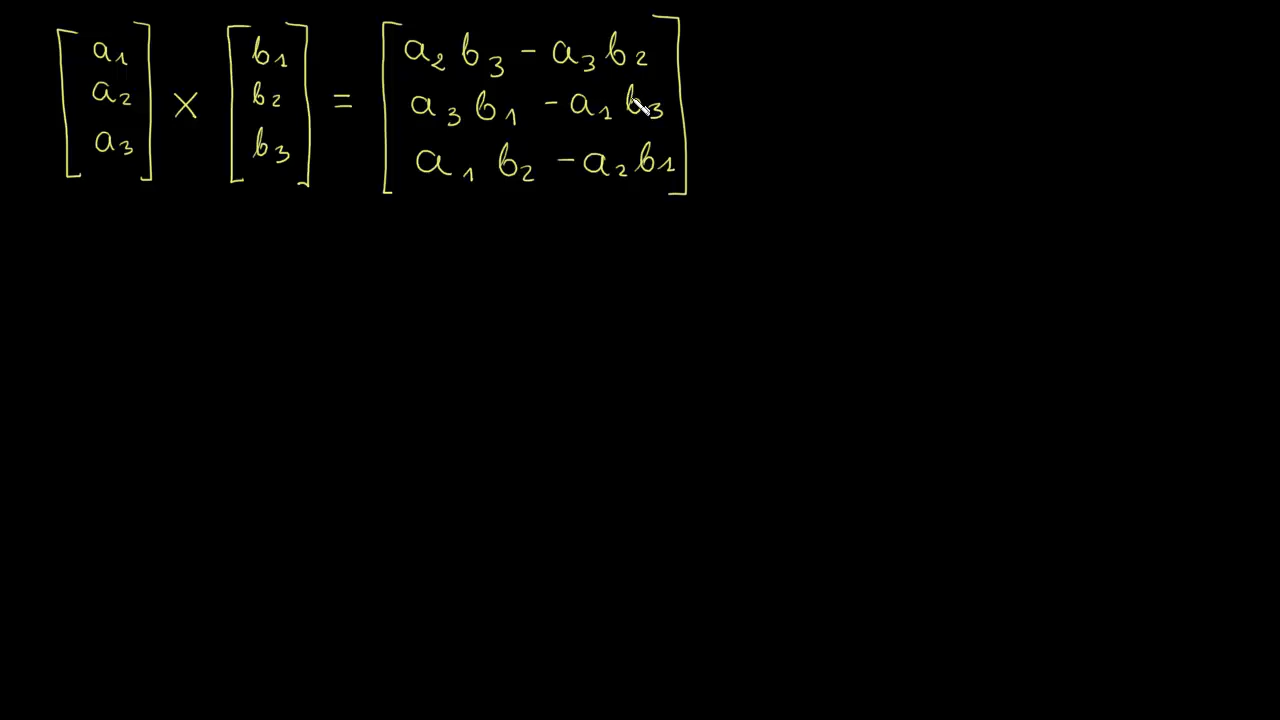 [a₁ a₂ a₃] × [b₁ b₂ b₃] = [a₂ b₃ - a₃ b₂
a₃ b₁ - a₁ b₃
a₁ b₂ - a₂ b₁]